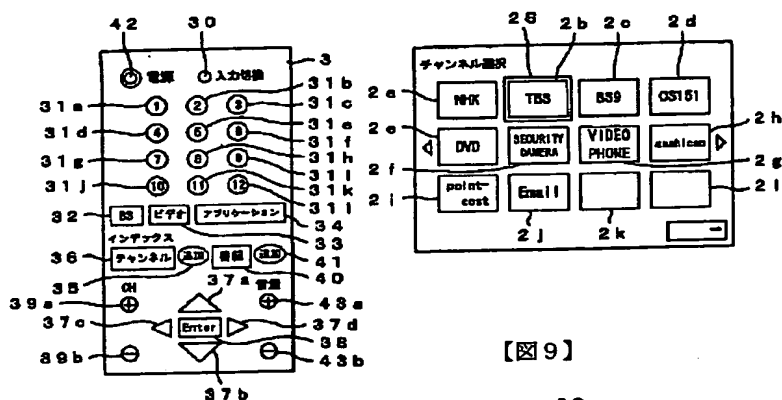 42 30
3
電源 入力切換
31a 1 2 3 31b 31c
31d 4 5 6 31e 31f
31g 7 8 9 31h 31i
31j 10 11 12 31k 31l
32 BS ビデオ アプリケーション 34
33
インデックス
36 チャンネル 追加 番組 追加 41
35 37a 40
CH 音量
39a + + 43a
37c Enter 37d
38
39b − − 43b
37b
28
2b 2c 2d
チャンネル選択
2a NHK TBS BS9 CS151
2e DVD SECURITY CAMERA VIDEO PHONE 2h
2f 2g
2i point-cost Email 2l
2j 2k
【図9】